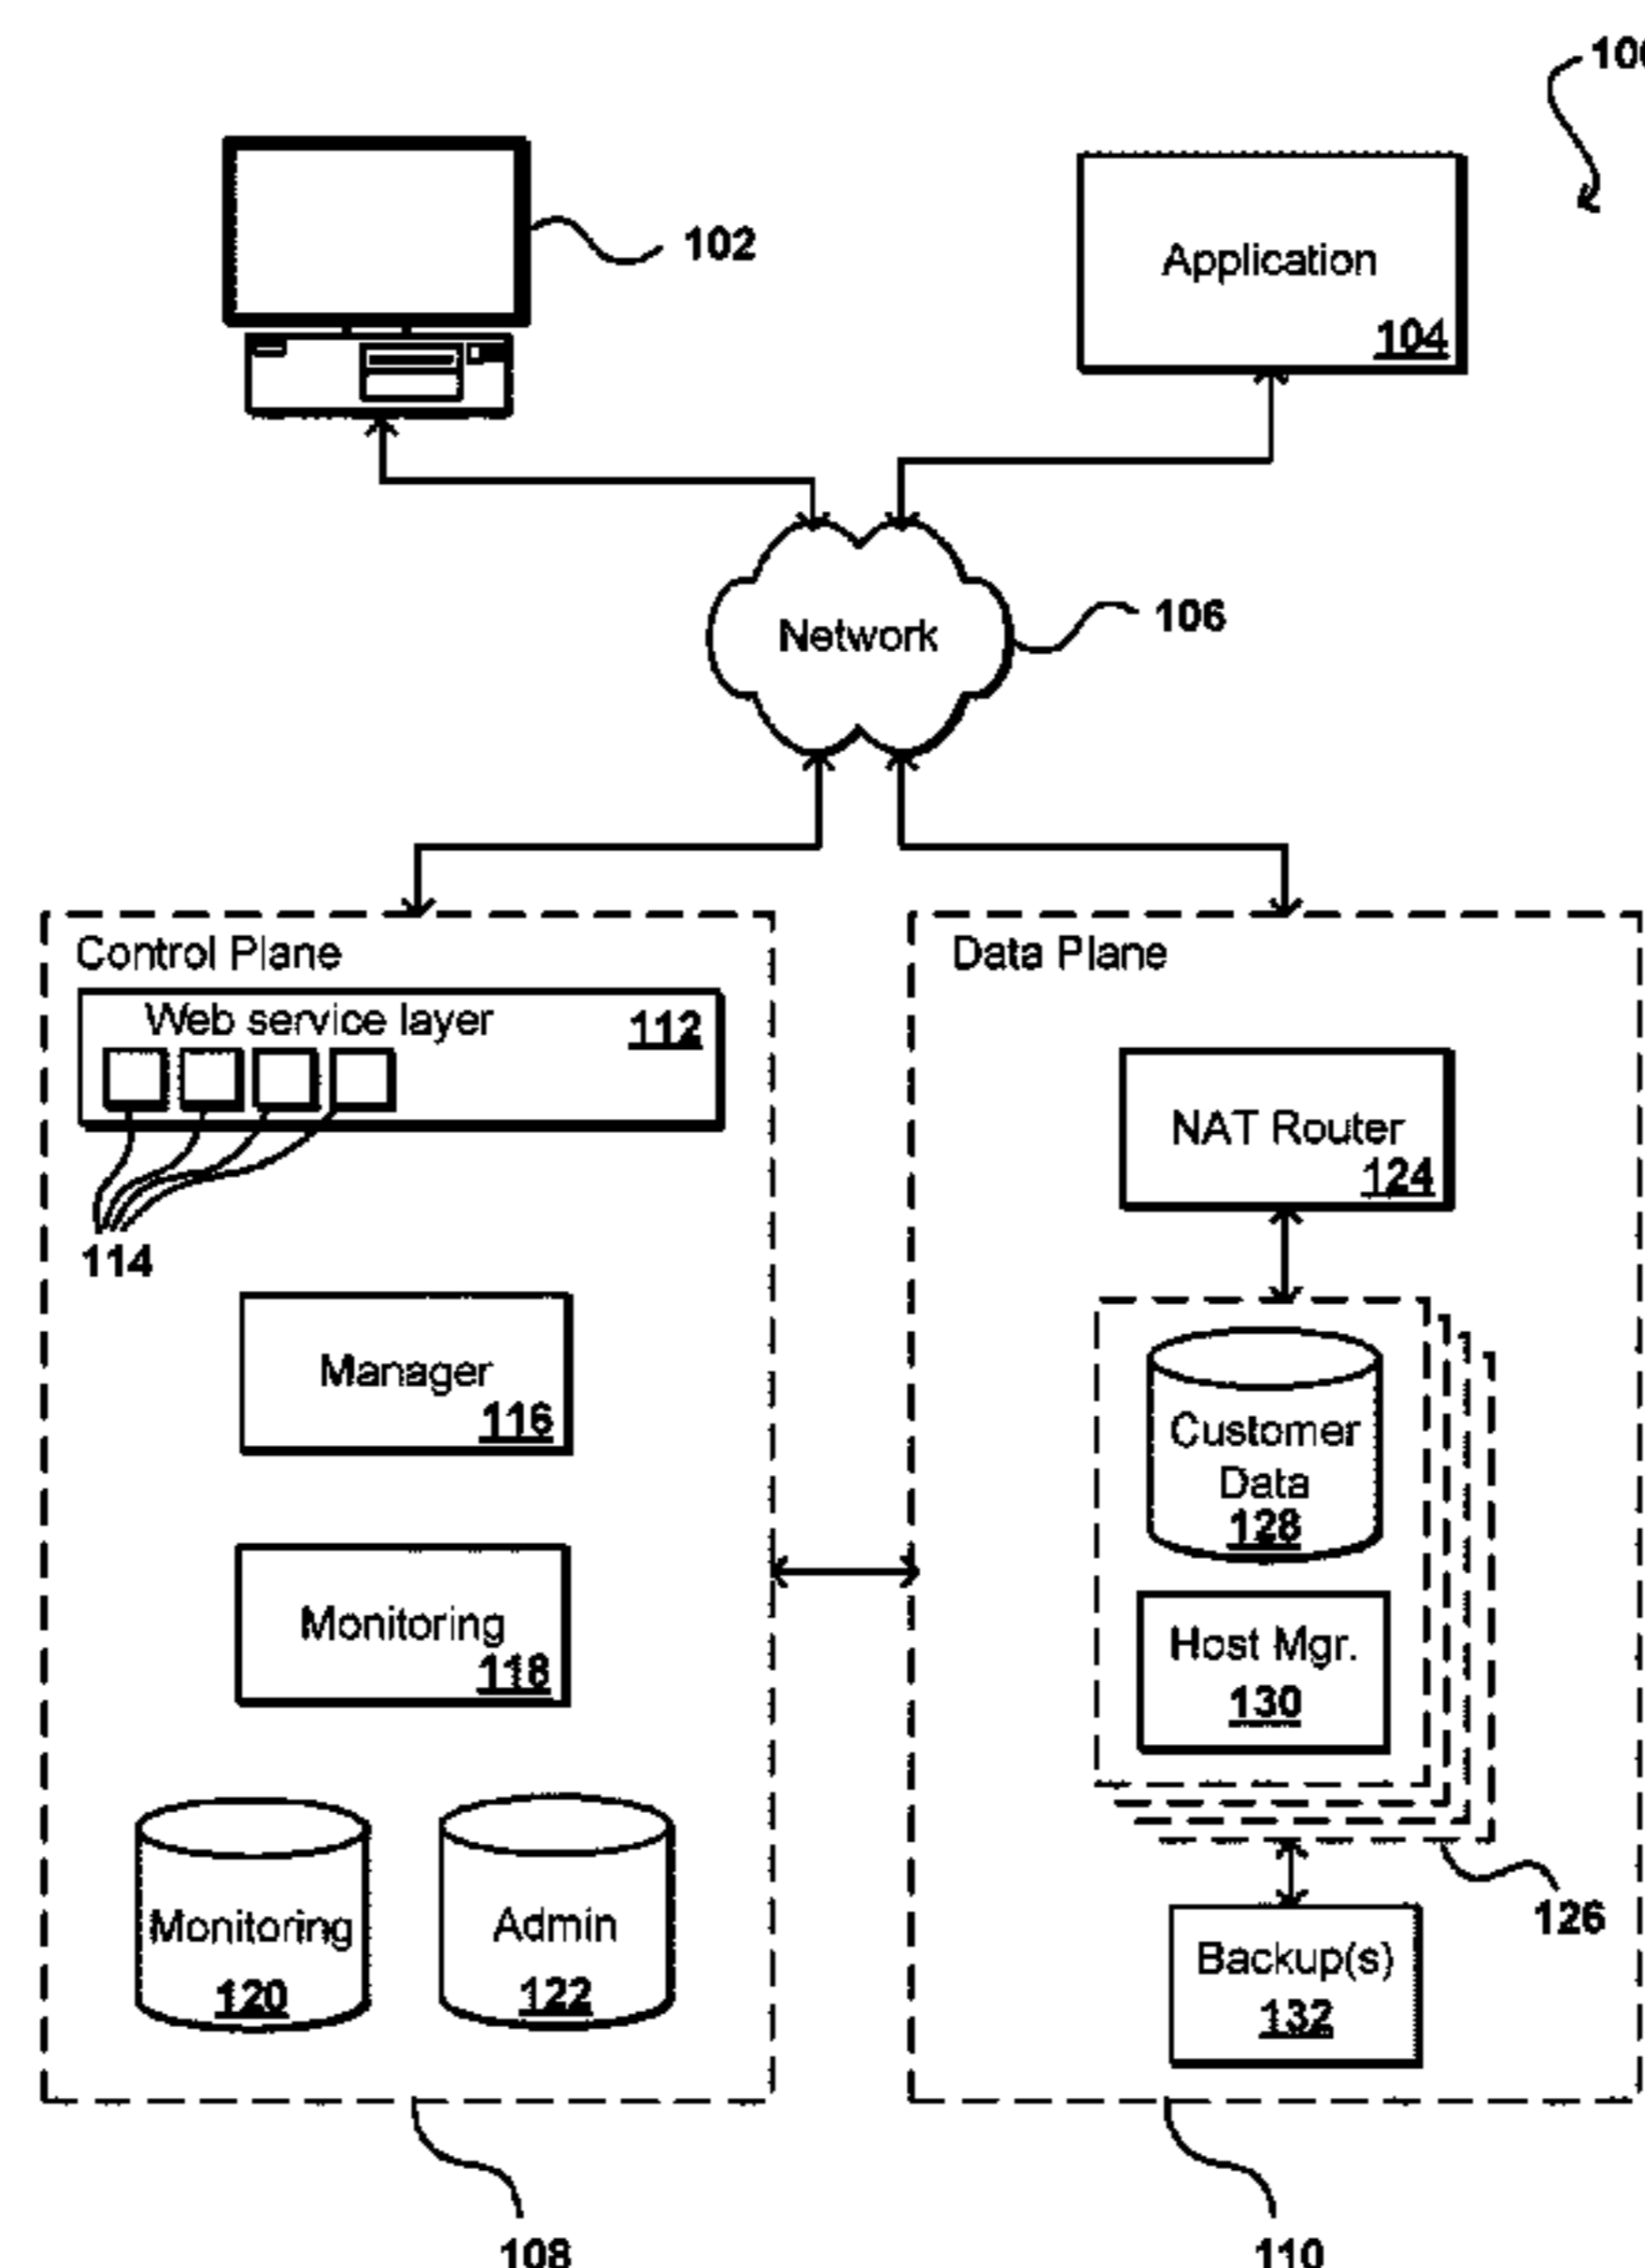 100
102
Application
104
Network
106
Control Plane
Web service layer
112
114
Manager
116
Monitoring
118
Monitoring
120
Admin
122
108
Data Plane
NAT Router
124
Customer
Data
128
Host Mgr.
130
126
Backup(s)
132
110